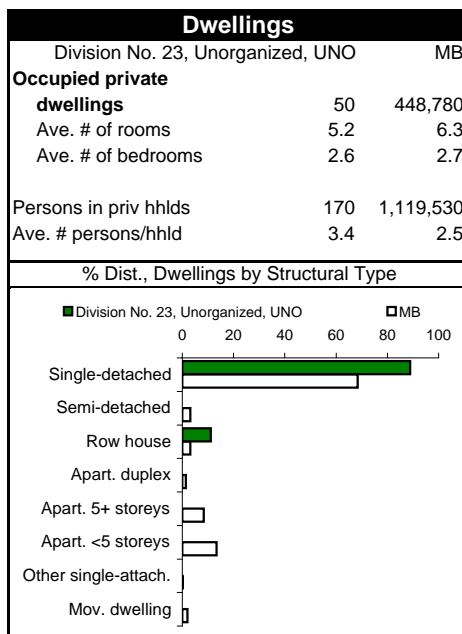 Dwellings
Division No. 23, Unorganized, UNO MB
Occupied private
dwellings 50 448,780
Ave. # of rooms 5.2 6.3
Ave. # of bedrooms 2.6 2.7
Persons in priv hhlds 170 1,119,530
Ave. # persons/hhld 3.4 2.5
% Dist., Dwellings by Structural Type
Division No. 23, Unorganized, UNO MB
0 20 40 60 80 100
Single-detached
Semi-detached
Row house
Apart. duplex
Apart. 5+ storeys
Apart. <5 storeys
Other single-attach.
Mov. dwelling